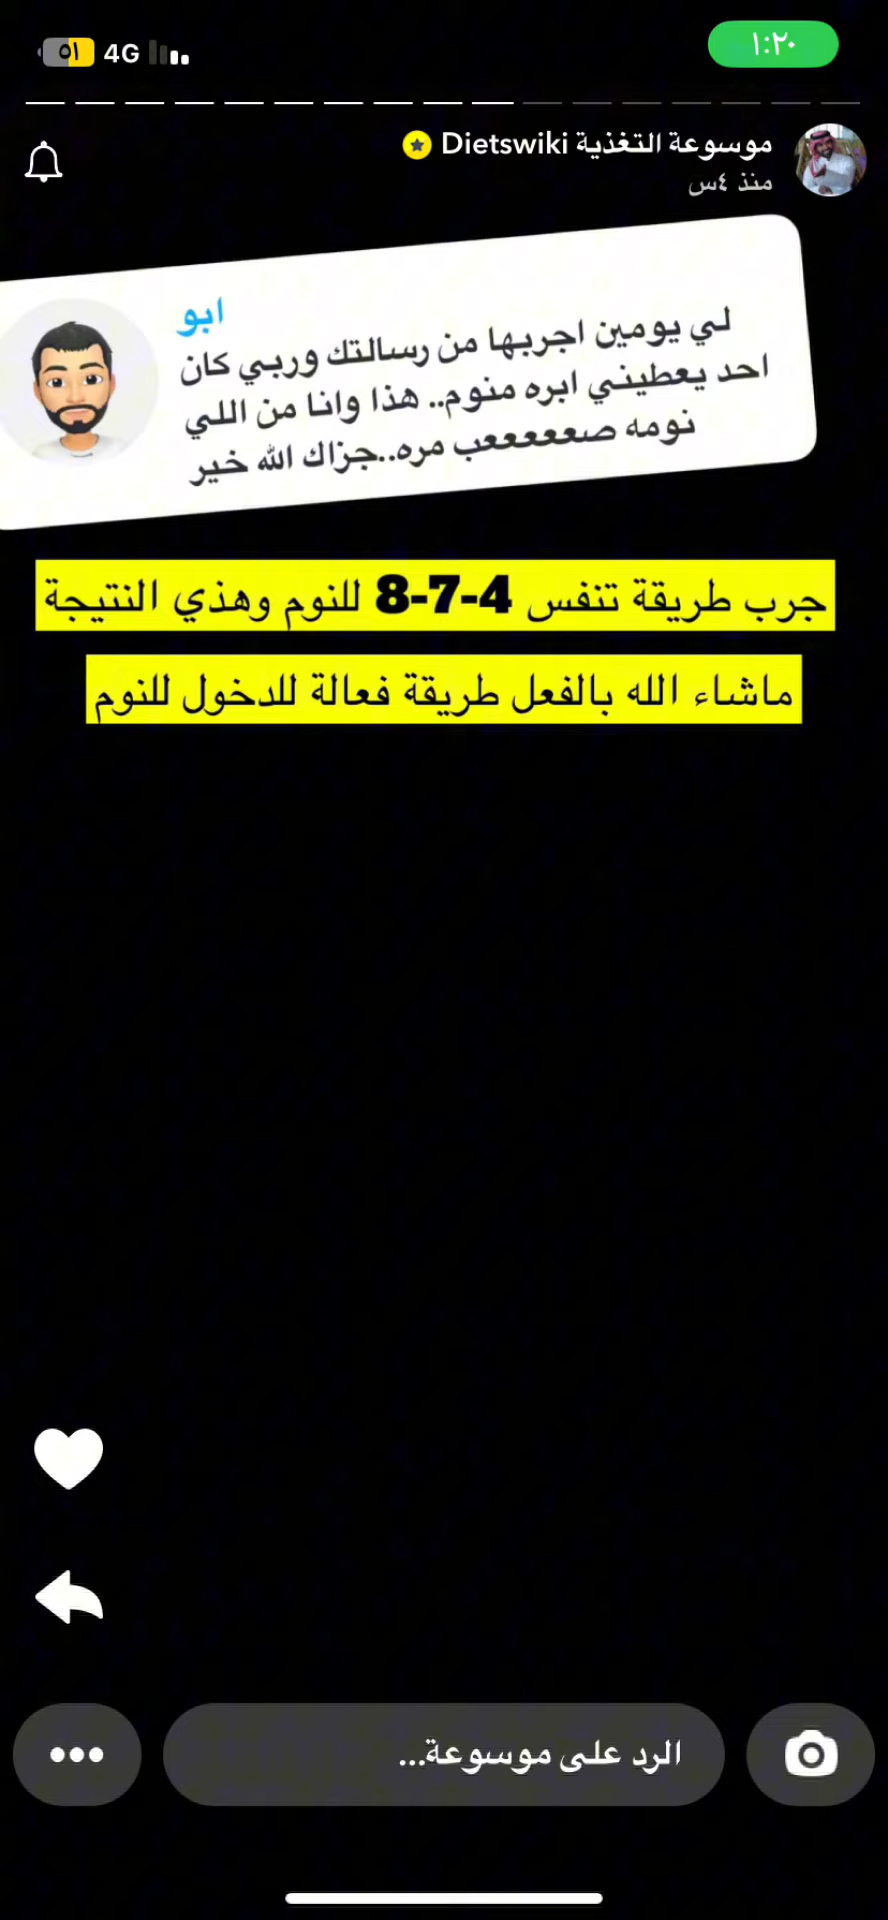 ١:٢٠
4G
٥١
موسوعة التغذية Dietswiki
منذ ٤س
ابو
لي يومين اجربها من رسالتك وربي كان
احد يعطيني ابره منوم.. هذا وانا من اللي
نومه صعععععب مره..جزاك الله خير
جرب طريقة تنفس 4-7-8 للنوم وهذي النتيجة
ماشاء الله بالفعل طريقة فعالة للدخول للنوم
الرد على موسوعة...